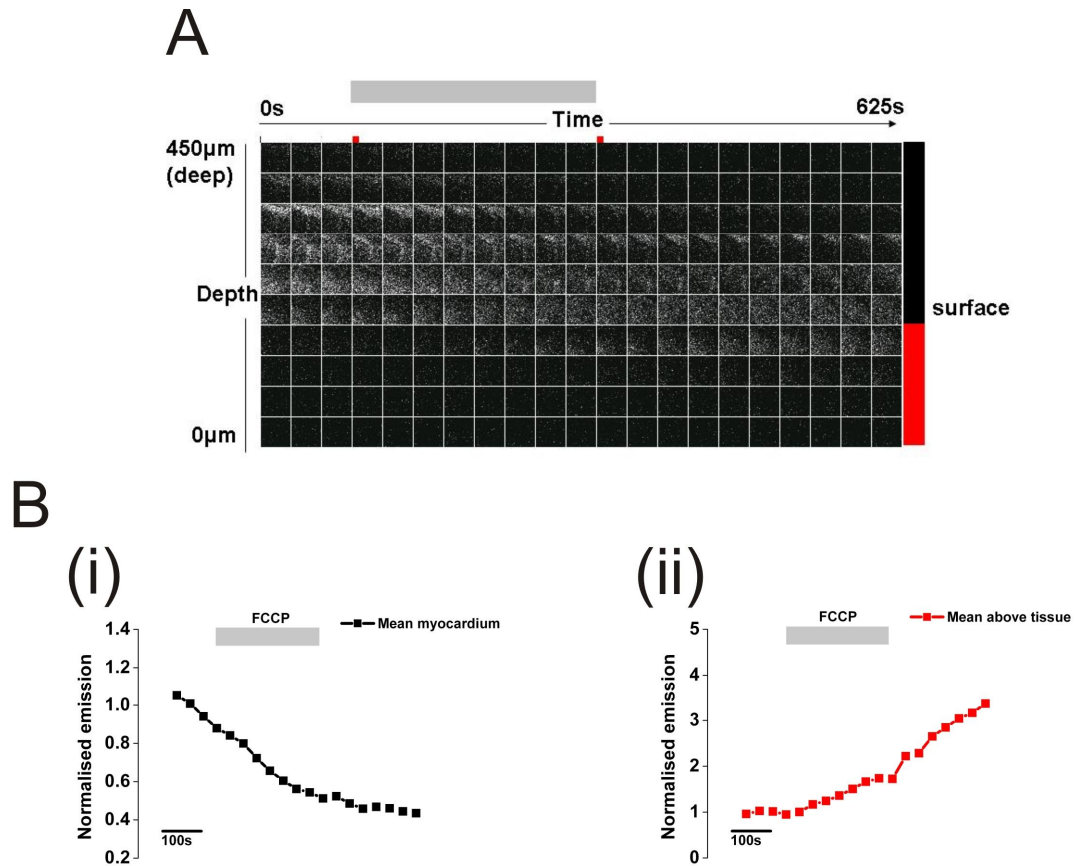 A
0s
625s
Time
450µm
(deep)
Depth
surface
0µm
B
(i)
(ii)
FCCP
Mean myocardium
1.4
1.2
1.0
0.8
0.6
0.4
0.2
Normalised emission
100s
FCCP
Mean above tissue
5
4
3
2
1
0
Normalised emission
100s